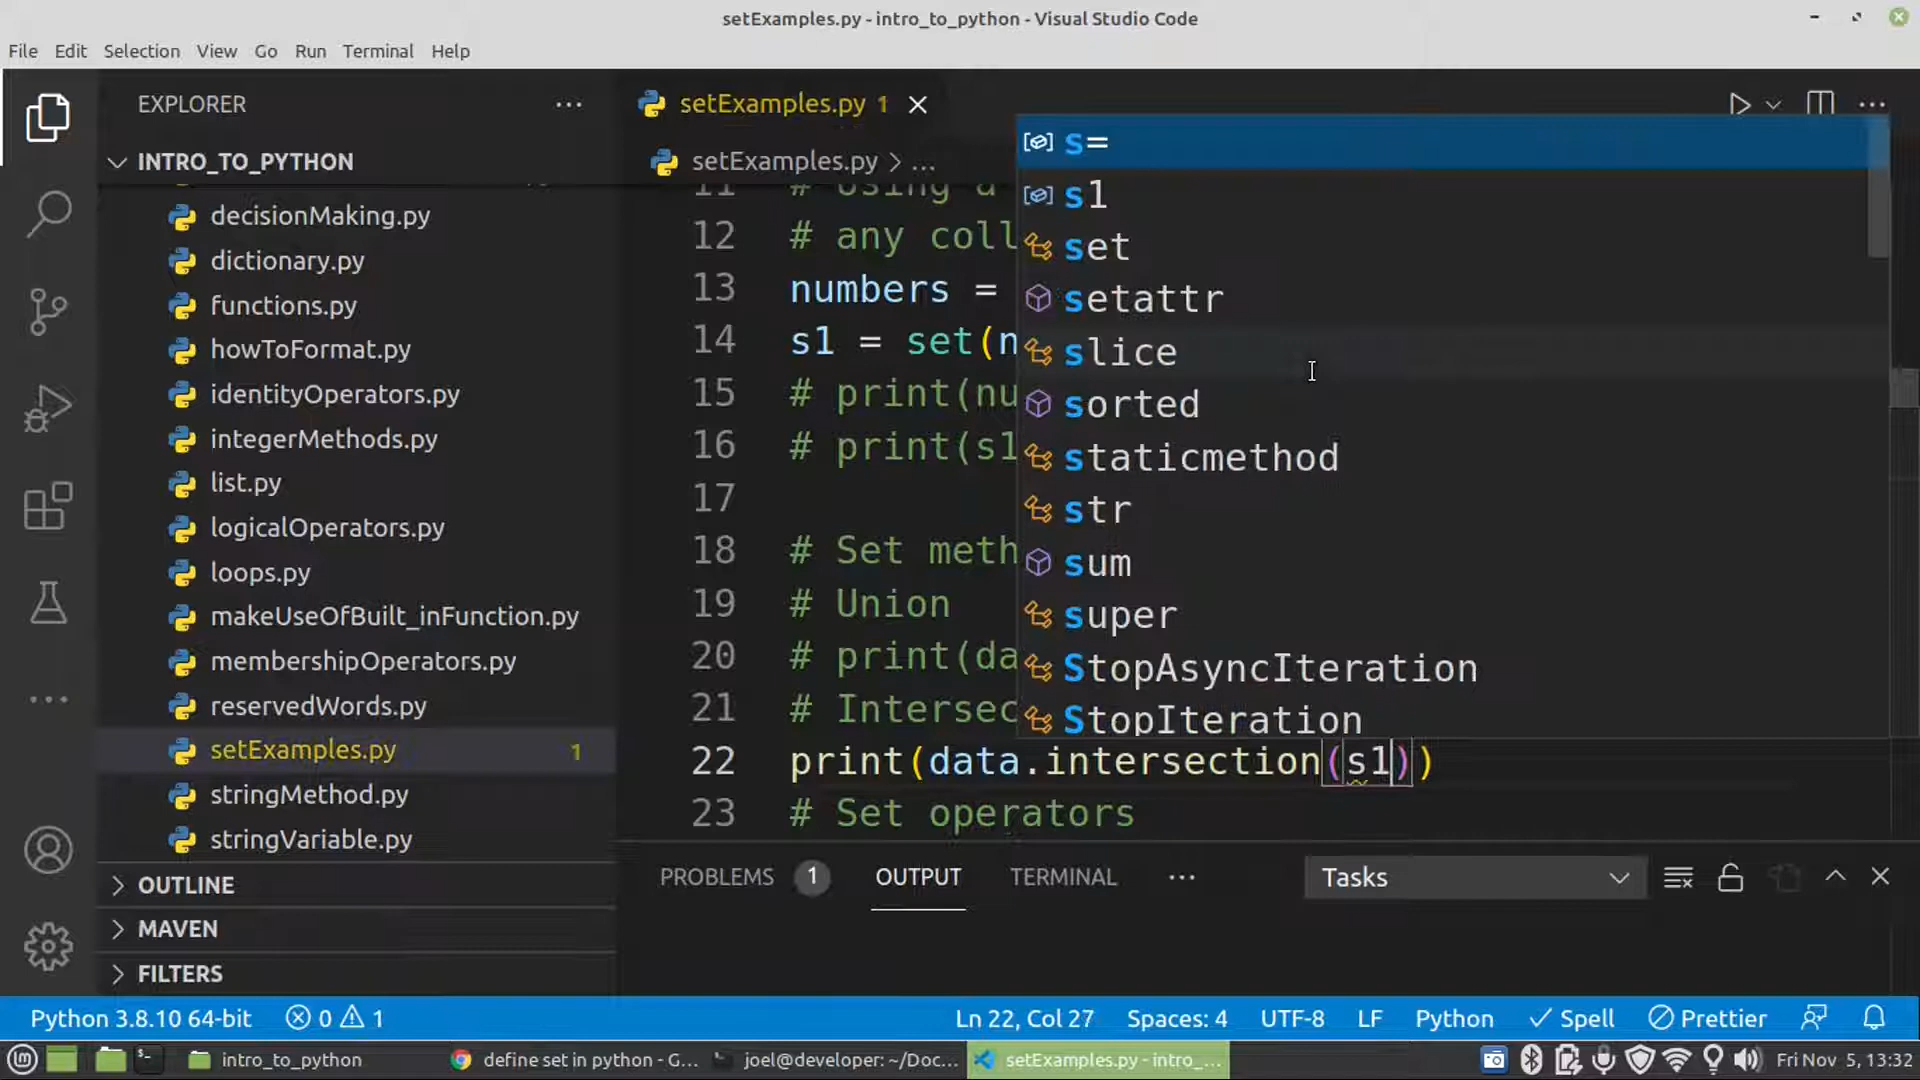 setExamples.py - intro_to_python - Visual Studio Code
File Edit Selection View Go Run Terminal Help
EXPLORER
INTRO_TO_PYTHON
decisionMaking.py
dictionary.py
functions.py
howToFormat.py
identityOperators.py
integerMethods.py
list.py
logicalOperators.py
loops.py
makeUseOfBuilt_inFunction.py
membershipOperators.py
reservedWords.py
setExamples.py 1
stringMethod.py
stringVariable.py
OUTLINE
MAVEN
FILTERS
setExamples.py 1
setExamples.py > ...
11 # Using a
12 # any coll
13 numbers =
14 s1 = set(n
15 # print(nu
16 # print(s1
17
18 # Set meth
19 # Union
20 # print(da
21 # Intersec
22 print(data.intersection(s1))
23 # Set operators
s=
s1
set
setattr
slice
sorted
staticmethod
str
sum
super
StopAsyncIteration
StopIteration
PROBLEMS 1 OUTPUT TERMINAL ... Tasks
Python 3.8.10 64-bit 0 1 Ln 22, Col 27 Spaces: 4 UTF-8 LF Python Spell Prettier
intro_to_python define set in python - G... joel@developer: ~/Doc... setExamples.py - intro_... Fri Nov 5, 13:32